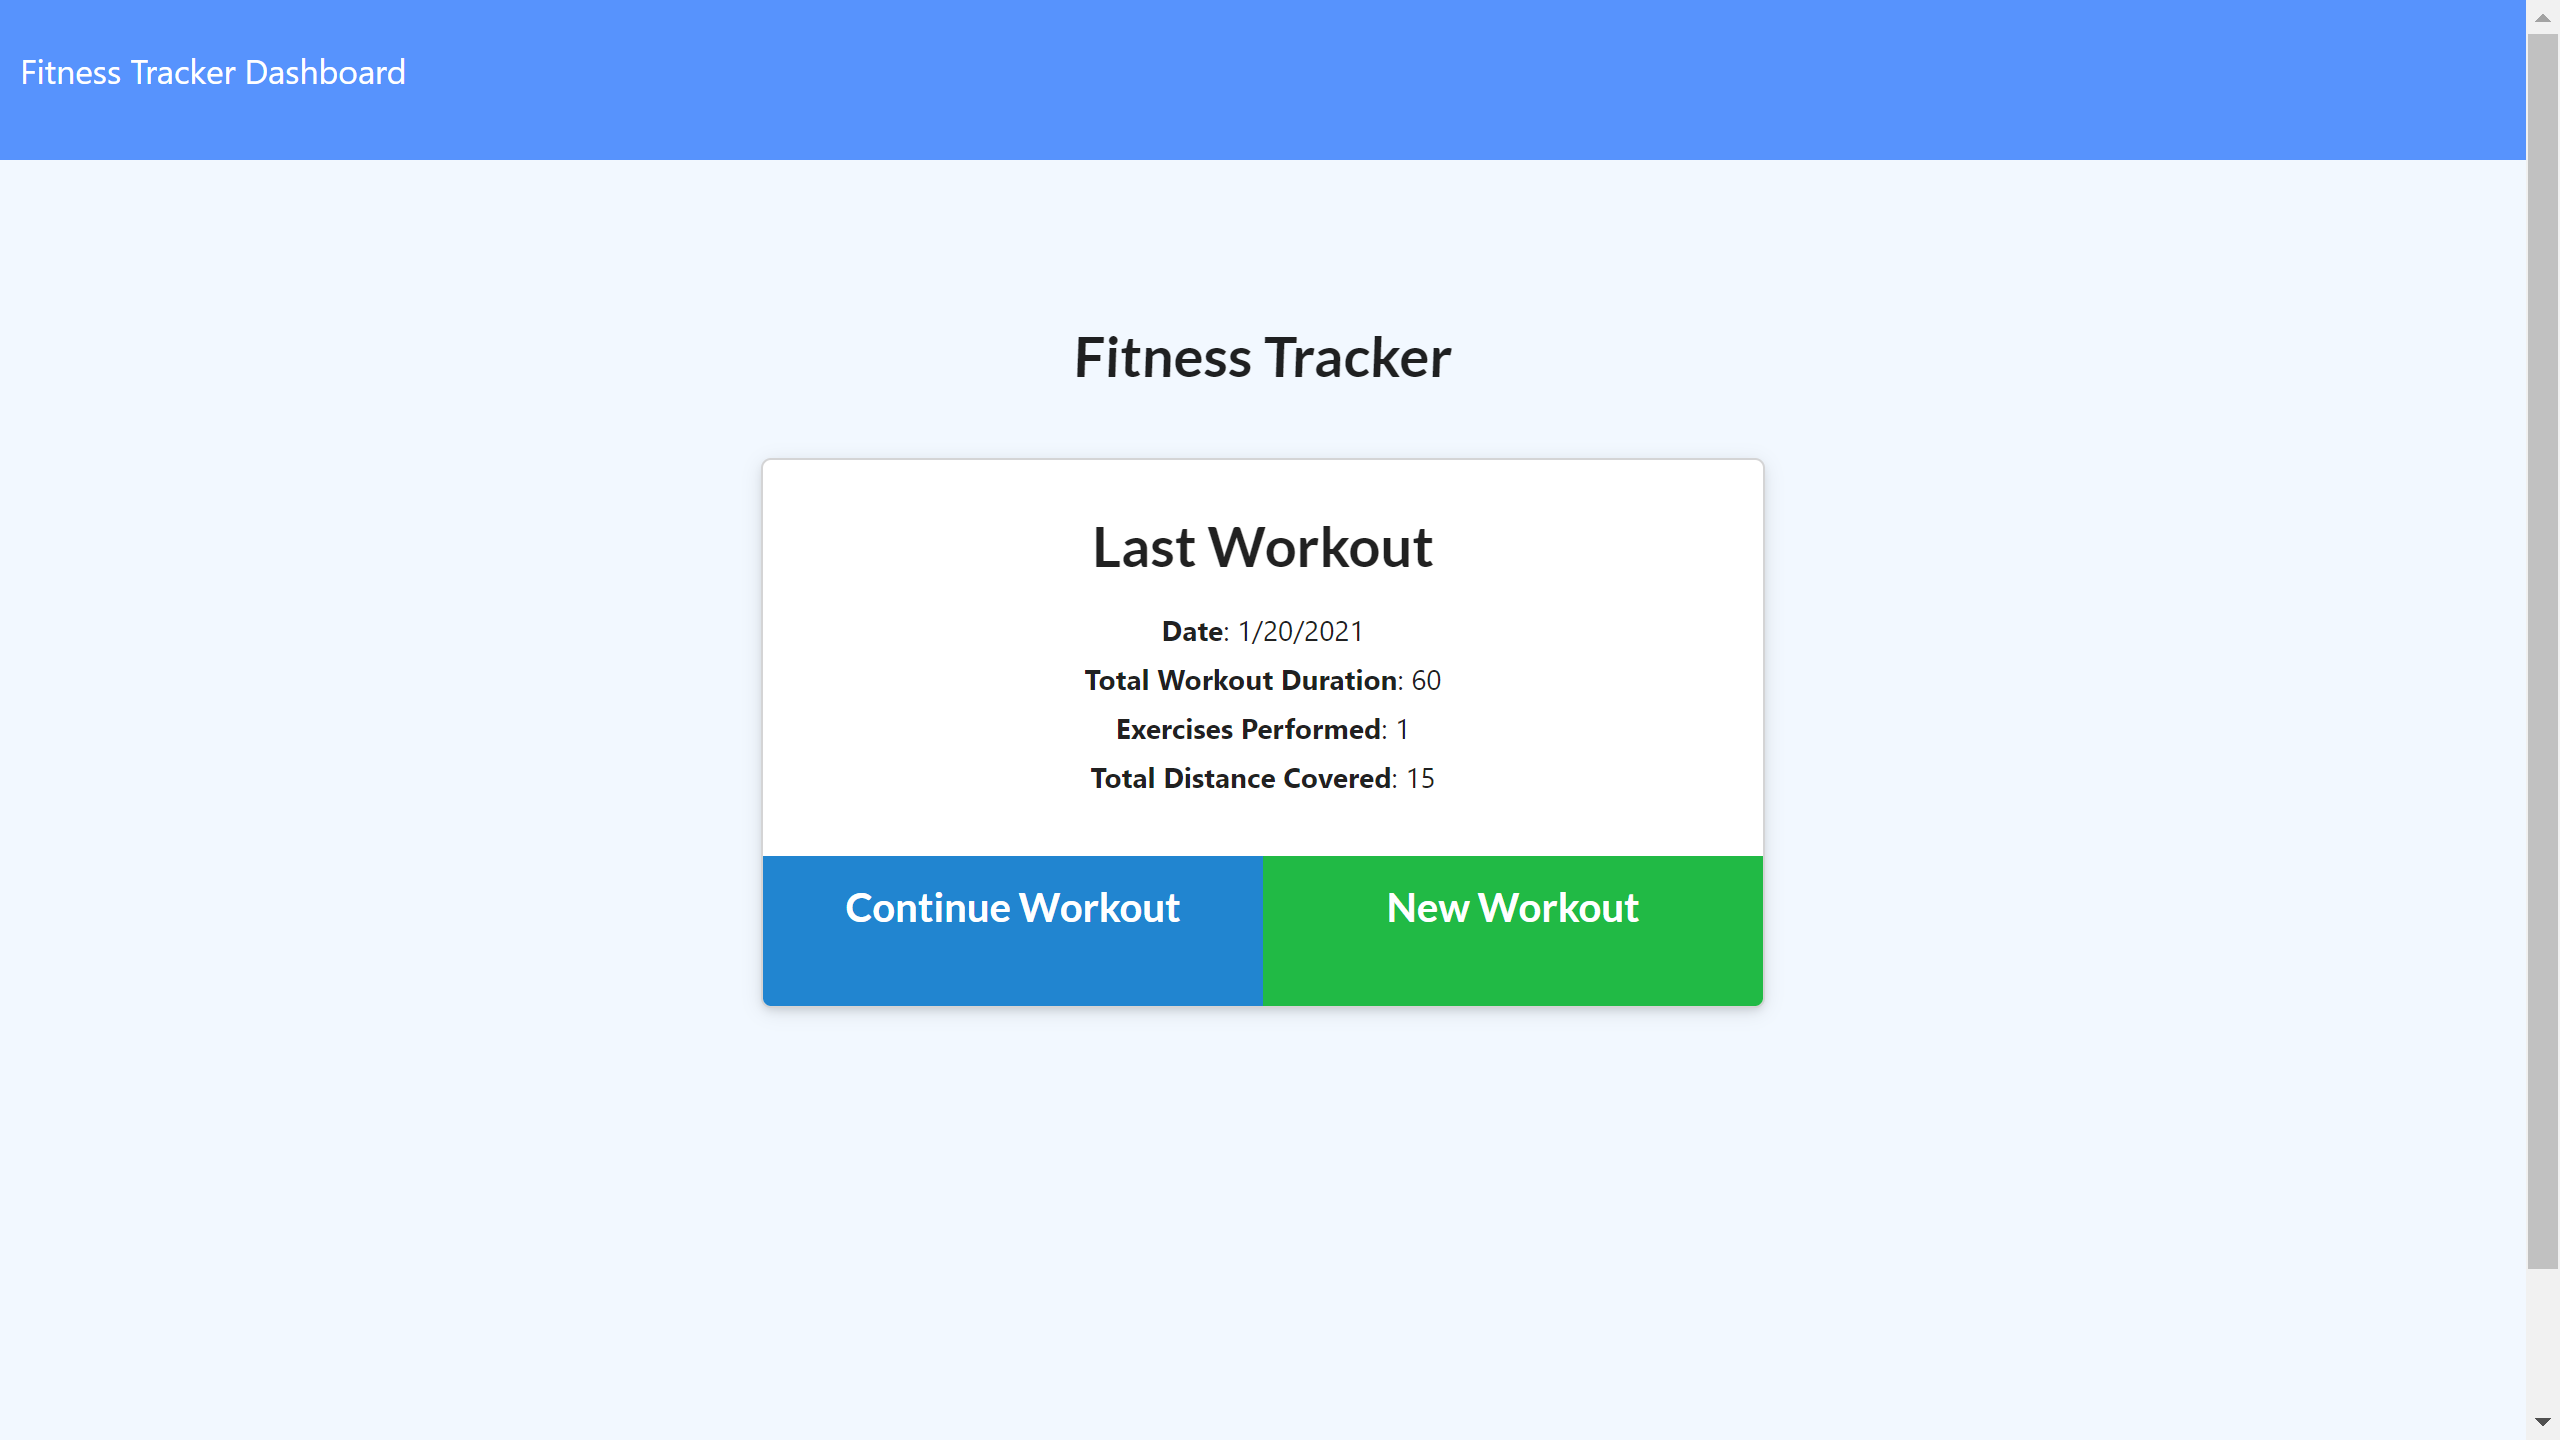 Fitness Tracker Dashboard
Fitness Tracker
Last Workout
Date: 1/20/2021
Total Workout Duration: 60
Exercises Performed: 1
Total Distance Covered: 15
Continue Workout
New Workout